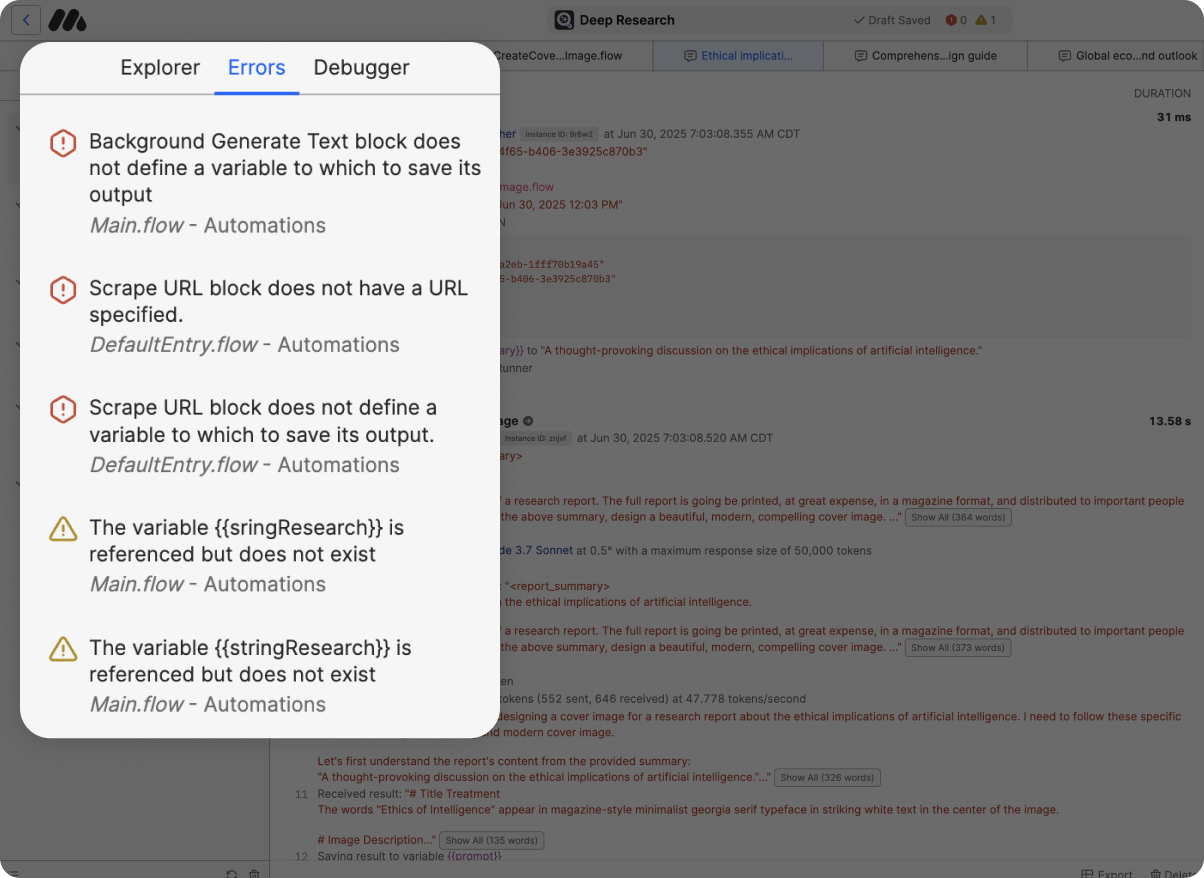 Deep Research
Draft Saved
0
1
CreateCove...Image.flow
Ethical implicati...
Comprehens...ign guide
Global eco...nd outlook
Explorer
Errors
Debugger
Background Generate Text block does
not define a variable to which to save its
output
Main.flow - Automations
Scrape URL block does not have a URL
specified.
DefaultEntry.flow - Automations
Scrape URL block does not define a
variable to which to save its output.
DefaultEntry.flow - Automations
The variable {{sringResearch}} is
referenced but does not exist
Main.flow - Automations
The variable {{stringResearch}} is
referenced but does not exist
Main.flow - Automations
DURATION
31 ms
Instance ID: 9r6w2 at Jun 30, 2025 7:03:08.355 AM CDT
4f65-b406-3e3925c870b3"
mage.flow
Jun 30, 2025 12:03 PM"
a2eb-1fff70b19a45"
5-b406-3e3925c870b3"
ary}} to "A thought-provoking discussion on the ethical implications of artificial intelligence."
Runner
age
13.58 s
Instance ID: znjvf at Jun 30, 2025 7:03:08.520 AM CDT
ary>
a research report. The full report is going be printed, at great expense, in a magazine format, and distributed to important people
the above summary, design a beautiful, modern, compelling cover image. ..." Show All (364 words)
de 3.7 Sonnet at 0.5° with a maximum response size of 50,000 tokens
: "<report_summary>
the ethical implications of artificial intelligence.
a research report. The full report is going be printed, at great expense, in a magazine format, and distributed to important people
the above summary, design a beautiful, modern, compelling cover image. ..." Show All (373 words)
tokens (552 sent, 646 received) at 47.778 tokens/second
designing a cover image for a research report about the ethical implications of artificial intelligence. I need to follow these specific
and modern cover image.
Let's first understand the report's content from the provided summary:
"A thought-provoking discussion on the ethical implications of artificial intelligence."..." Show All (326 words)
11 Received result: "# Title Treatment
The words "Ethics of Intelligence" appear in magazine-style minimalist georgia serif typeface in striking white text in the center of the image.
# Image Description..." Show All (135 words)
12 Saving result to variable {{prompt}}
Export
Delet